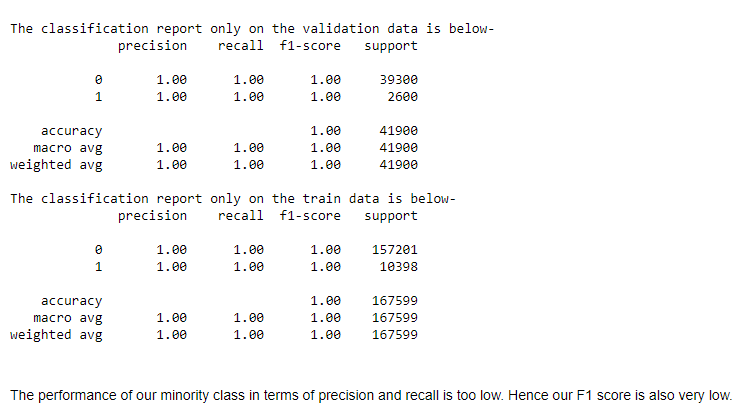 The classification report only on the validation data is below-
precision recall f1-score support
0 1.00 1.00 1.00 39300
1 1.00 1.00 1.00 2600
accuracy 1.00 41900
macro avg 1.00 1.00 1.00 41900
weighted avg 1.00 1.00 1.00 41900
The classification report only on the train data is below-
precision recall f1-score support
0 1.00 1.00 1.00 157201
1 1.00 1.00 1.00 10398
accuracy 1.00 167599
macro avg 1.00 1.00 1.00 167599
weighted avg 1.00 1.00 1.00 167599
The performance of our minority class in terms of precision and recall is too low. Hence our F1 score is also very low.